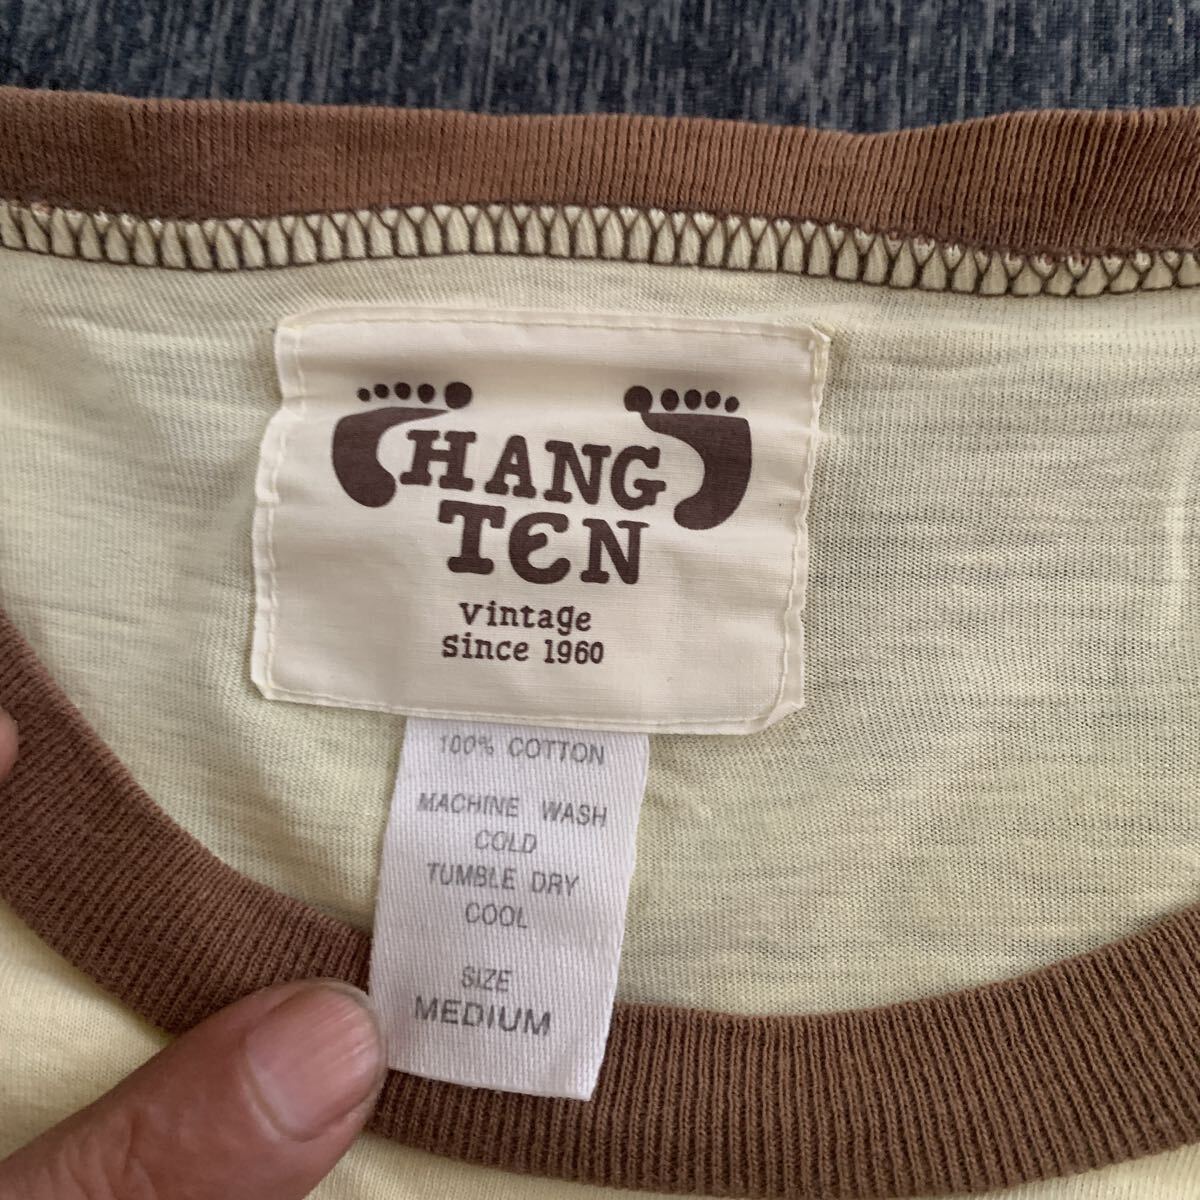 HANG
TEN
Vintage
Since 1960
100% COTTON
MACHINE WASH
COLD
TUMBLE DRY
COOL
SIZE
MEDIUM